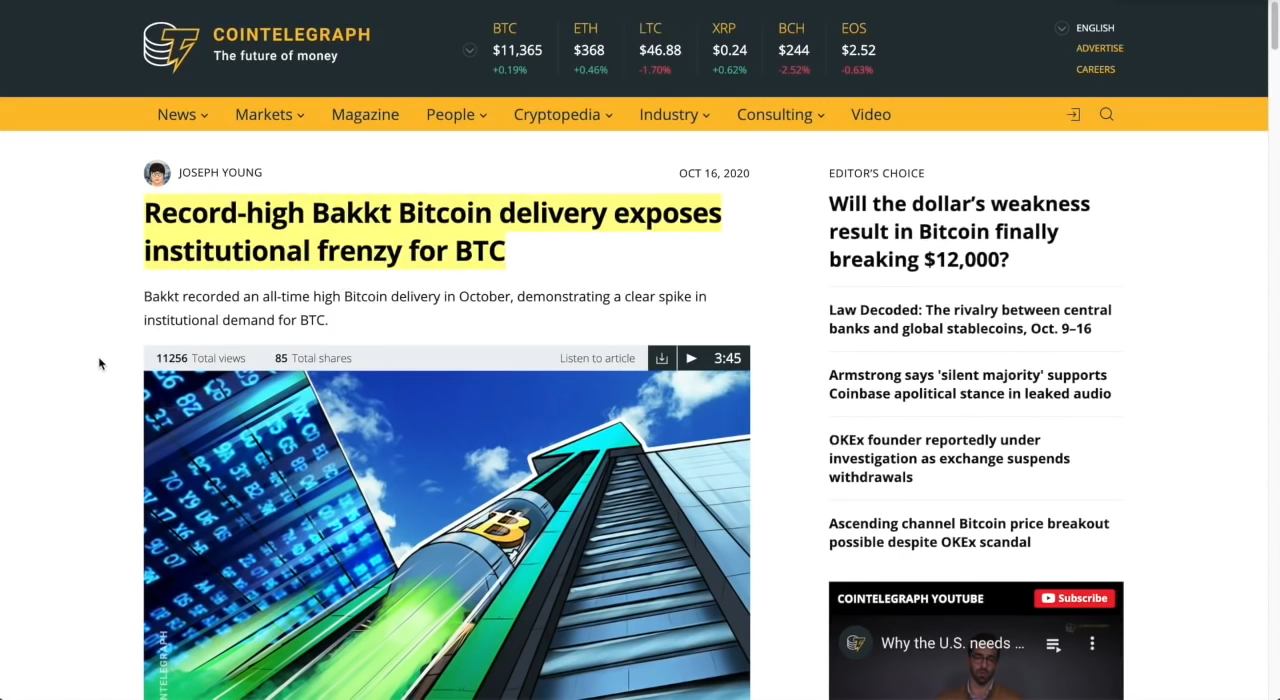 COINTELEGRAPH
The future of money
BTC
$11,365
+0.19%
ETH
$368
+0.46%
LTC
$46.88
-1.70%
XRP
$0.24
+0.62%
BCH
$244
-2.52%
EOS
$2.52
-0.63%
ENGLISH
ADVERTISE
CAREERS
News Markets Magazine People Cryptopedia Industry Consulting Video
JOSEPH YOUNG
OCT 16, 2020
Record-high Bakkt Bitcoin delivery exposes
institutional frenzy for BTC
Bakkt recorded an all-time high Bitcoin delivery in October, demonstrating a clear spike in
institutional demand for BTC.
11256 Total views 85 Total shares Listen to article 3:45
EDITOR'S CHOICE
Will the dollar's weakness
result in Bitcoin finally
breaking $12,000?
Law Decoded: The rivalry between central
banks and global stablecoins, Oct. 9–16
Armstrong says 'silent majority' supports
Coinbase apolitical stance in leaked audio
OKEx founder reportedly under
investigation as exchange suspends
withdrawals
Ascending channel Bitcoin price breakout
possible despite OKEx scandal
COINTELEGRAPH YOUTUBE
Subscribe
Why the U.S. needs ...